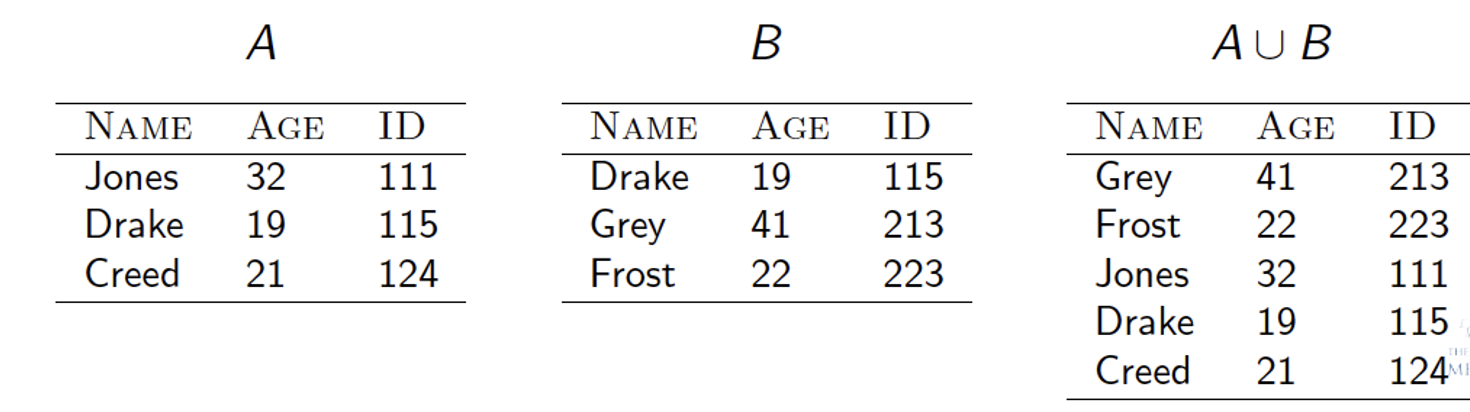 A B A ∪ B
NAME AGE ID NAME AGE ID NAME AGE ID
Jones 32 111 Drake 19 115 Grey 41 213
Drake 19 115 Grey 41 213 Frost 22 223
Creed 21 124 Frost 22 223 Jones 32 111
Drake 19 115
THE
Creed 21 124